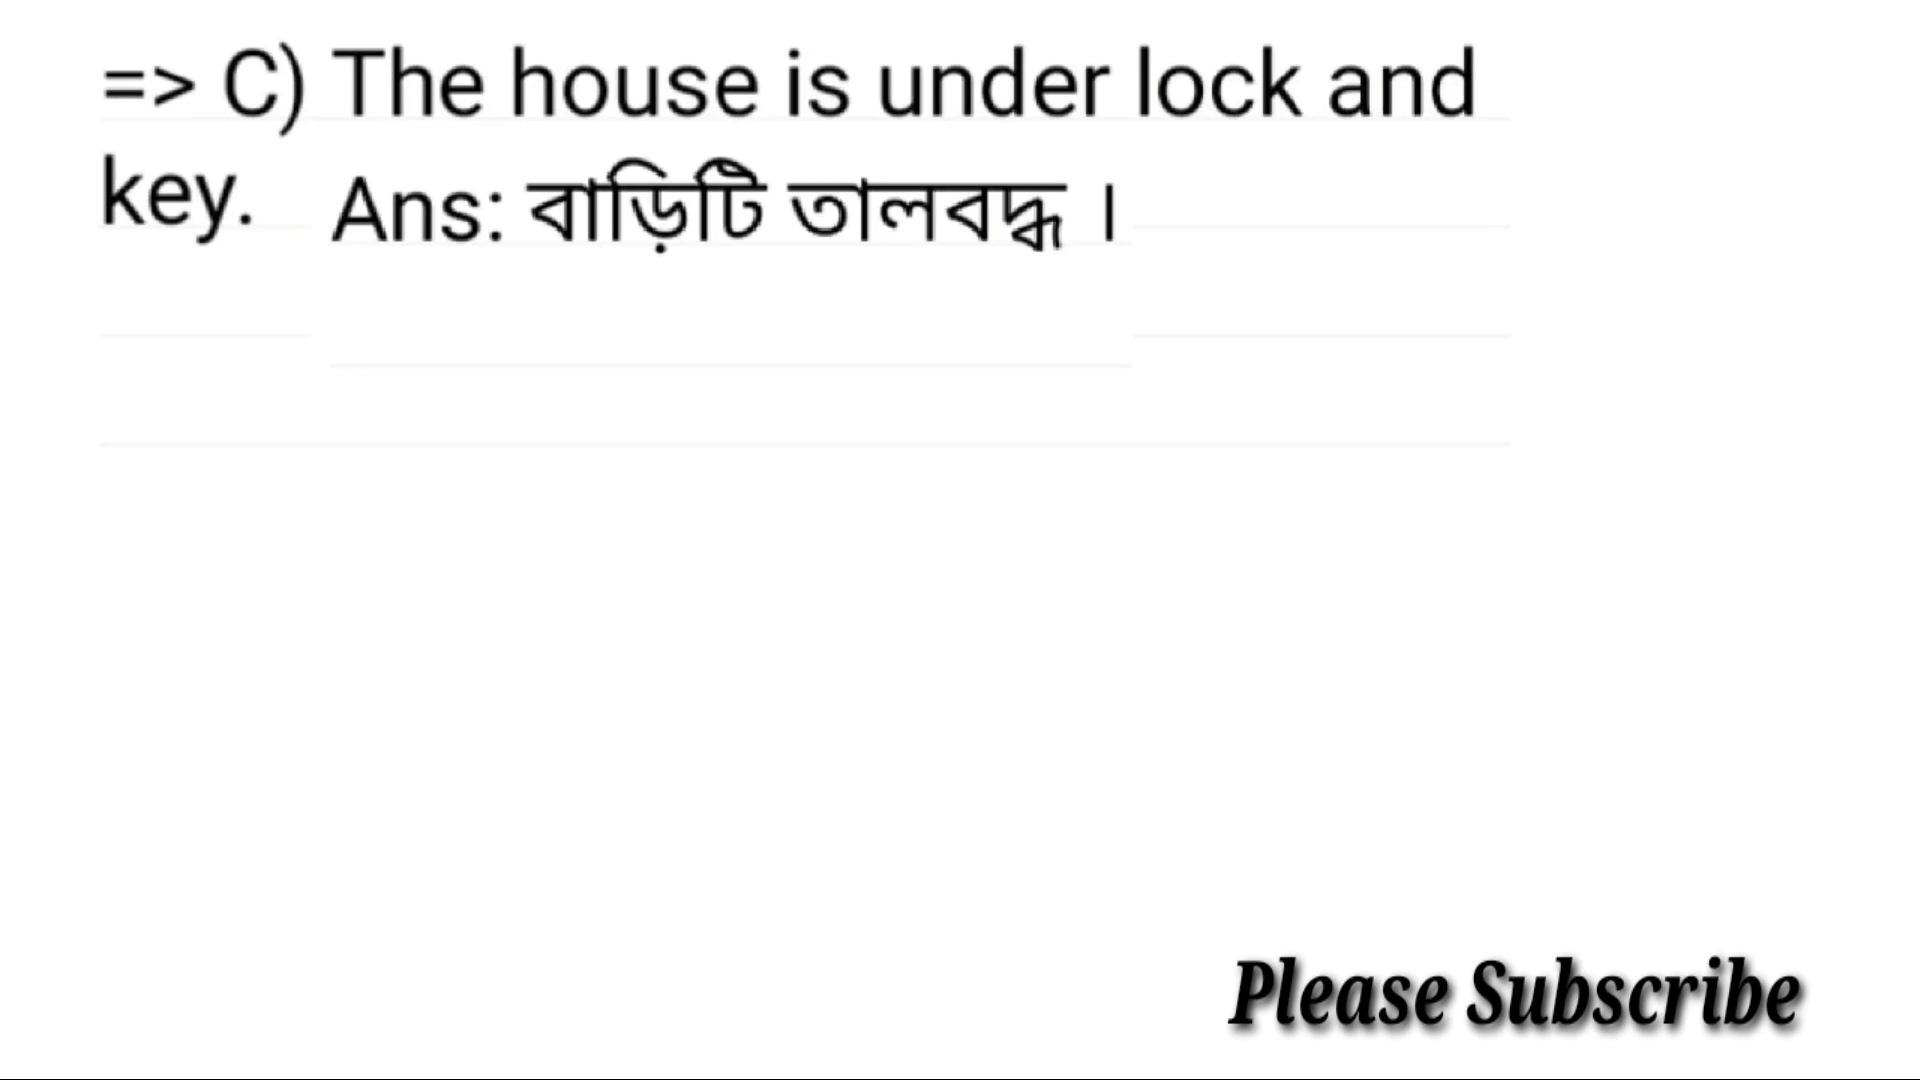 => C) The house is under lock and
key. Ans: বাড়িটি তালবদ্ধ ।
Please Subscribe